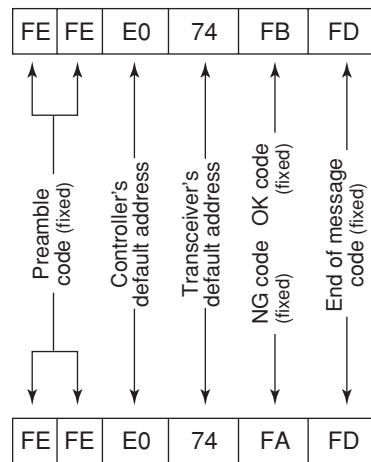 FE FE E0 74 FB FD
Preamble
code (fixed)
Controller's
default address
Transceiver's
default address
OK code
(fixed)
NG code
(fixed)
End of message
code (fixed)
FE FE E0 74 FA FD